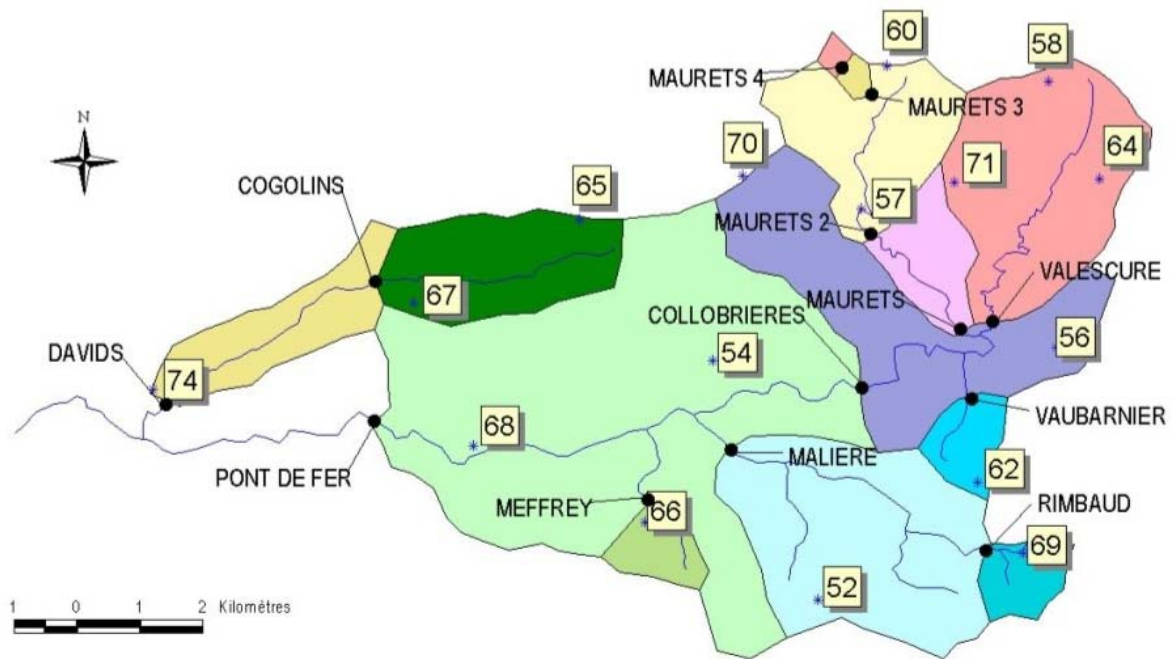 60
58
MAURETS 4
MAURETS 3
70
71
64
COGOLINS
65
57
MAURETS 2
VALESCURE
67
MAURETS
COLLOBRIERES
DAVIDS
54
56
74
68
VAUBARNIER
PONT DE FER
MALIERE
62
MEFFREY
66
RIMBAUD
69
52
1 0 1 2 Kilomètres